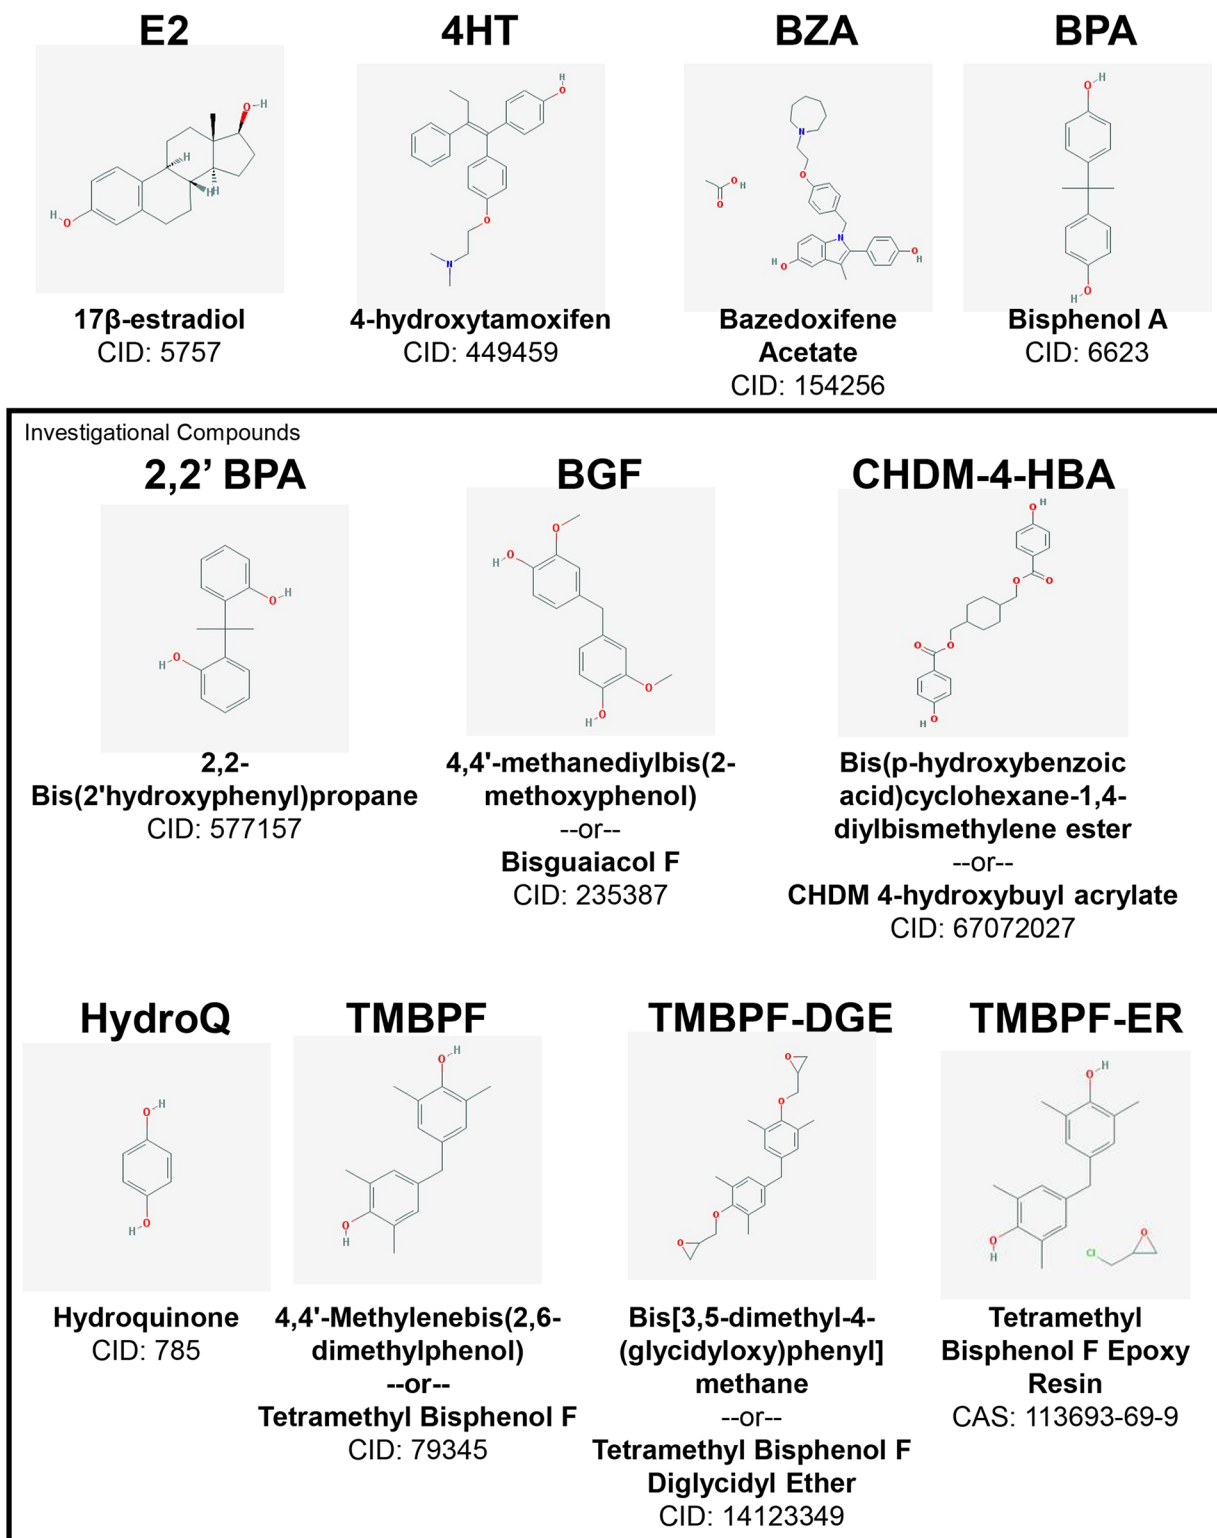 E2
4HT
BZA
BPA
17β-estradiol
CID: 5757
4-hydroxytamoxifen
CID: 449459
Bazedoxifene
Acetate
CID: 154256
Bisphenol A
CID: 6623
Investigational Compounds
2,2’ BPA
BGF
CHDM-4-HBA
2,2-
Bis(2'hydroxyphenyl)propane
CID: 577157
4,4'-methanediylbis(2-
methoxyphenol)
--or--
Bisguaiacol F
CID: 235387
Bis(p-hydroxybenzoic
acid)cyclohexane-1,4-
diylbismethylene ester
--or--
CHDM 4-hydroxybuyl acrylate
CID: 67072027
HydroQ
TMBPF
TMBPF-DGE
TMBPF-ER
Hydroquinone
CID: 785
4,4'-Methylenebis(2,6-
dimethylphenol)
--or--
Tetramethyl Bisphenol F
CID: 79345
Bis[3,5-dimethyl-4-
(glycidyloxy)phenyl]
methane
--or--
Tetramethyl Bisphenol F
Diglycidyl Ether
CID: 14123349
Tetramethyl
Bisphenol F Epoxy
Resin
CAS: 113693-69-9